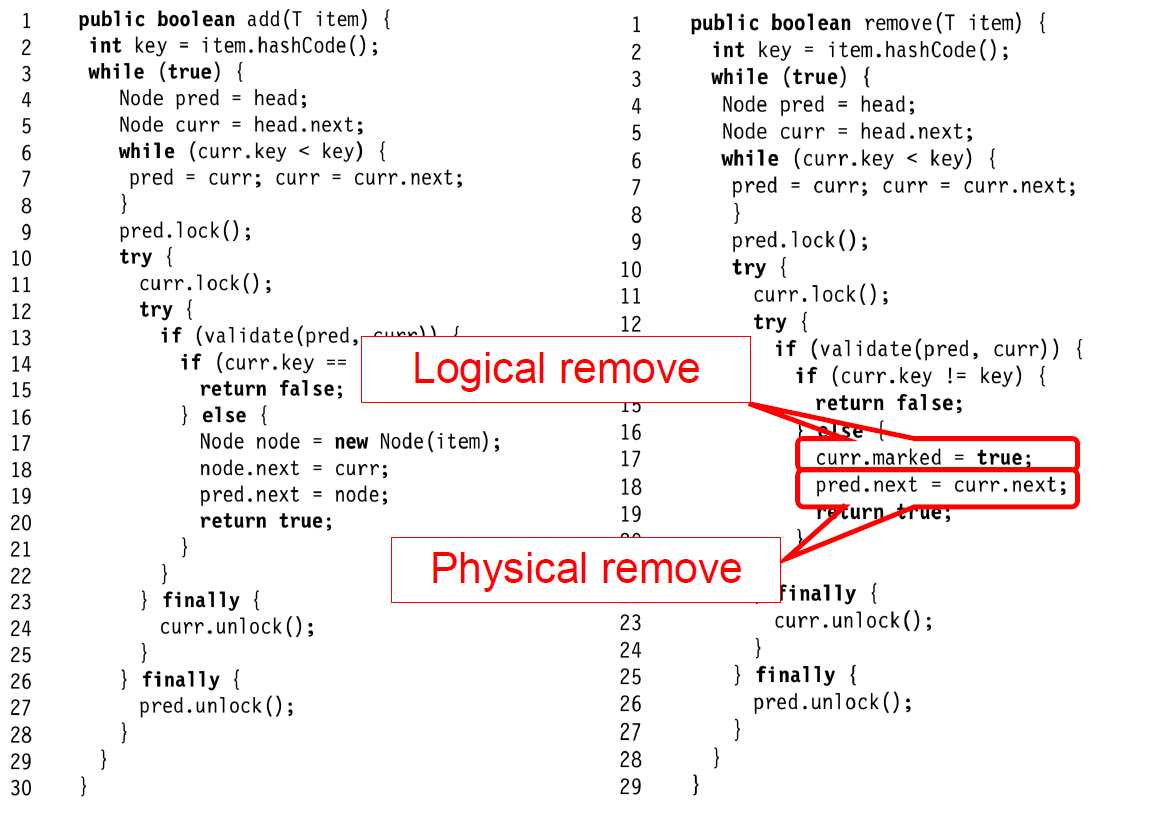 1 public boolean add(T item) {
2 int key = item.hashCode();
3 while (true) {
4 Node pred = head;
5 Node curr = head.next;
6 while (curr.key < key) {
7 pred = curr; curr = curr.next;
8 }
9 pred.lock();
10 try {
11 curr.lock();
12 try {
13 if (validate(pred, curr)) {
14 if (curr.key ==
15 return false;
16 } else {
17 Node node = new Node(item);
18 node.next = curr;
19 pred.next = node;
20 return true;
21 }
22 }
23 } finally {
24 curr.unlock();
25 }
26 } finally {
27 pred.unlock();
28 }
29 }
30 }
1 public boolean remove(T item) {
2 int key = item.hashCode();
3 while (true) {
4 Node pred = head;
5 Node curr = head.next;
6 while (curr.key < key) {
7 pred = curr; curr = curr.next;
8 }
9 pred.lock();
10 try {
11 curr.lock();
12 try {
if (validate(pred, curr)) {
if (curr.key != key) {
15 return false;
16 } else {
17 curr.marked = true;
18 pred.next = curr.next;
19 return true;
}
finally {
23 curr.unlock();
24 }
25 } finally {
26 pred.unlock();
27 }
28 }
29 }
Logical remove
Physical remove